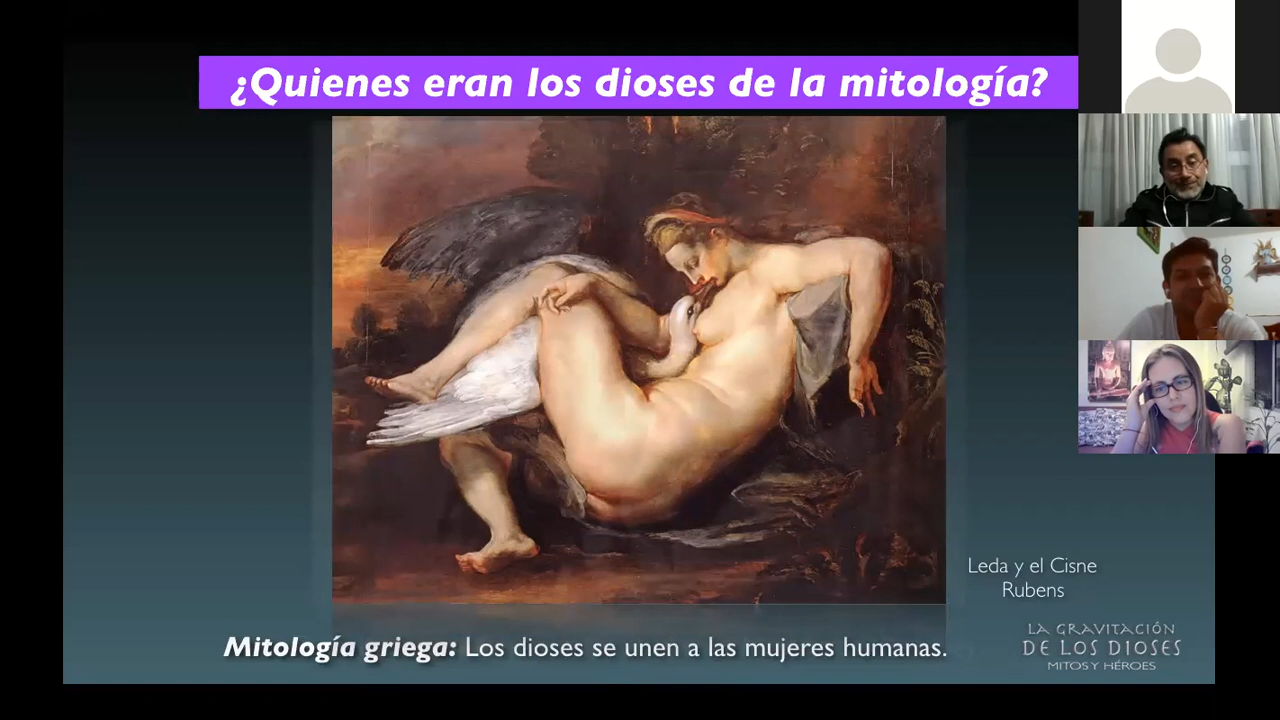 ¿Quienes eran los dioses de la mitología?
Leda y el Cisne
Rubens
Mitología griega: Los dioses se unen a las mujeres humanas.
LA GRAVITACIÓN
DE LOS DIOSES
MITOS Y HÉROES